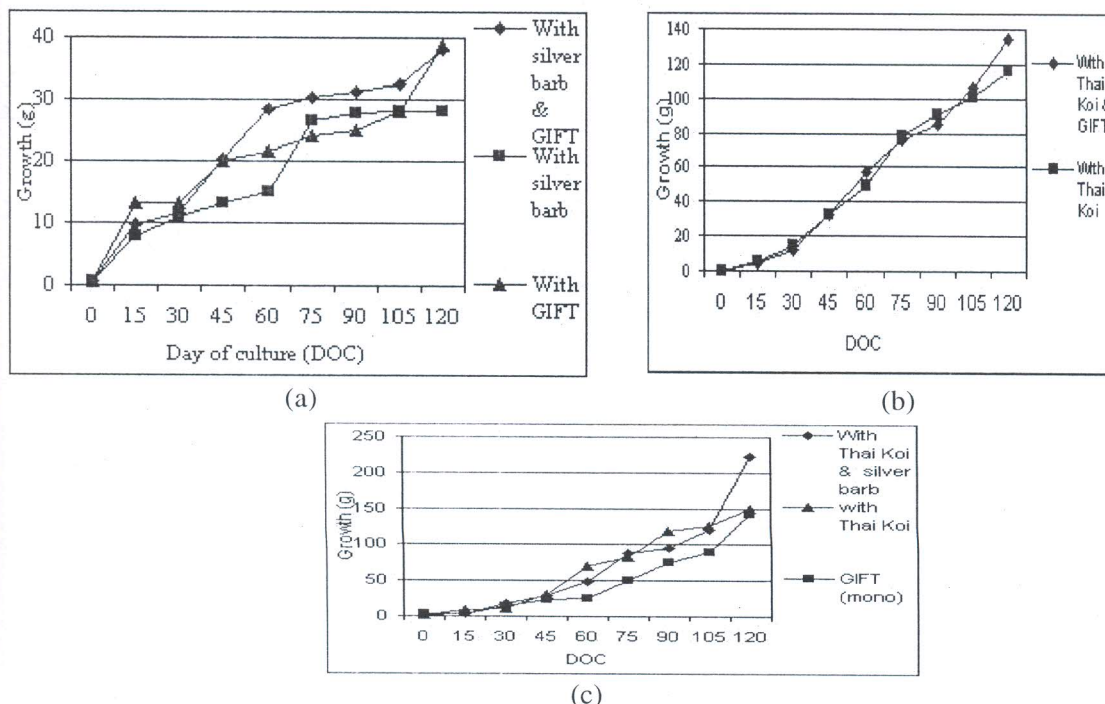 40
30
20
10
0
Growth (g)
0 15 30 45 60 75 90 105 120
Day of culture (DOC)
With
silver
barb
&
GIFT
With
silver
barb
With
GIFT
(a)
140
120
100
80
60
40
20
0
Growth (g)
0 15 30 45 60 75 90 105 120
DOC
With
Thai
Koi &
GIFT
With
Thai
Koi
(b)
250
200
150
100
50
0
Growth (g)
0 15 30 45 60 75 90 105 120
DOC
With
Thai Koi
& silver
barb
with
Thai Koi
GIFT
(mono)
(c)